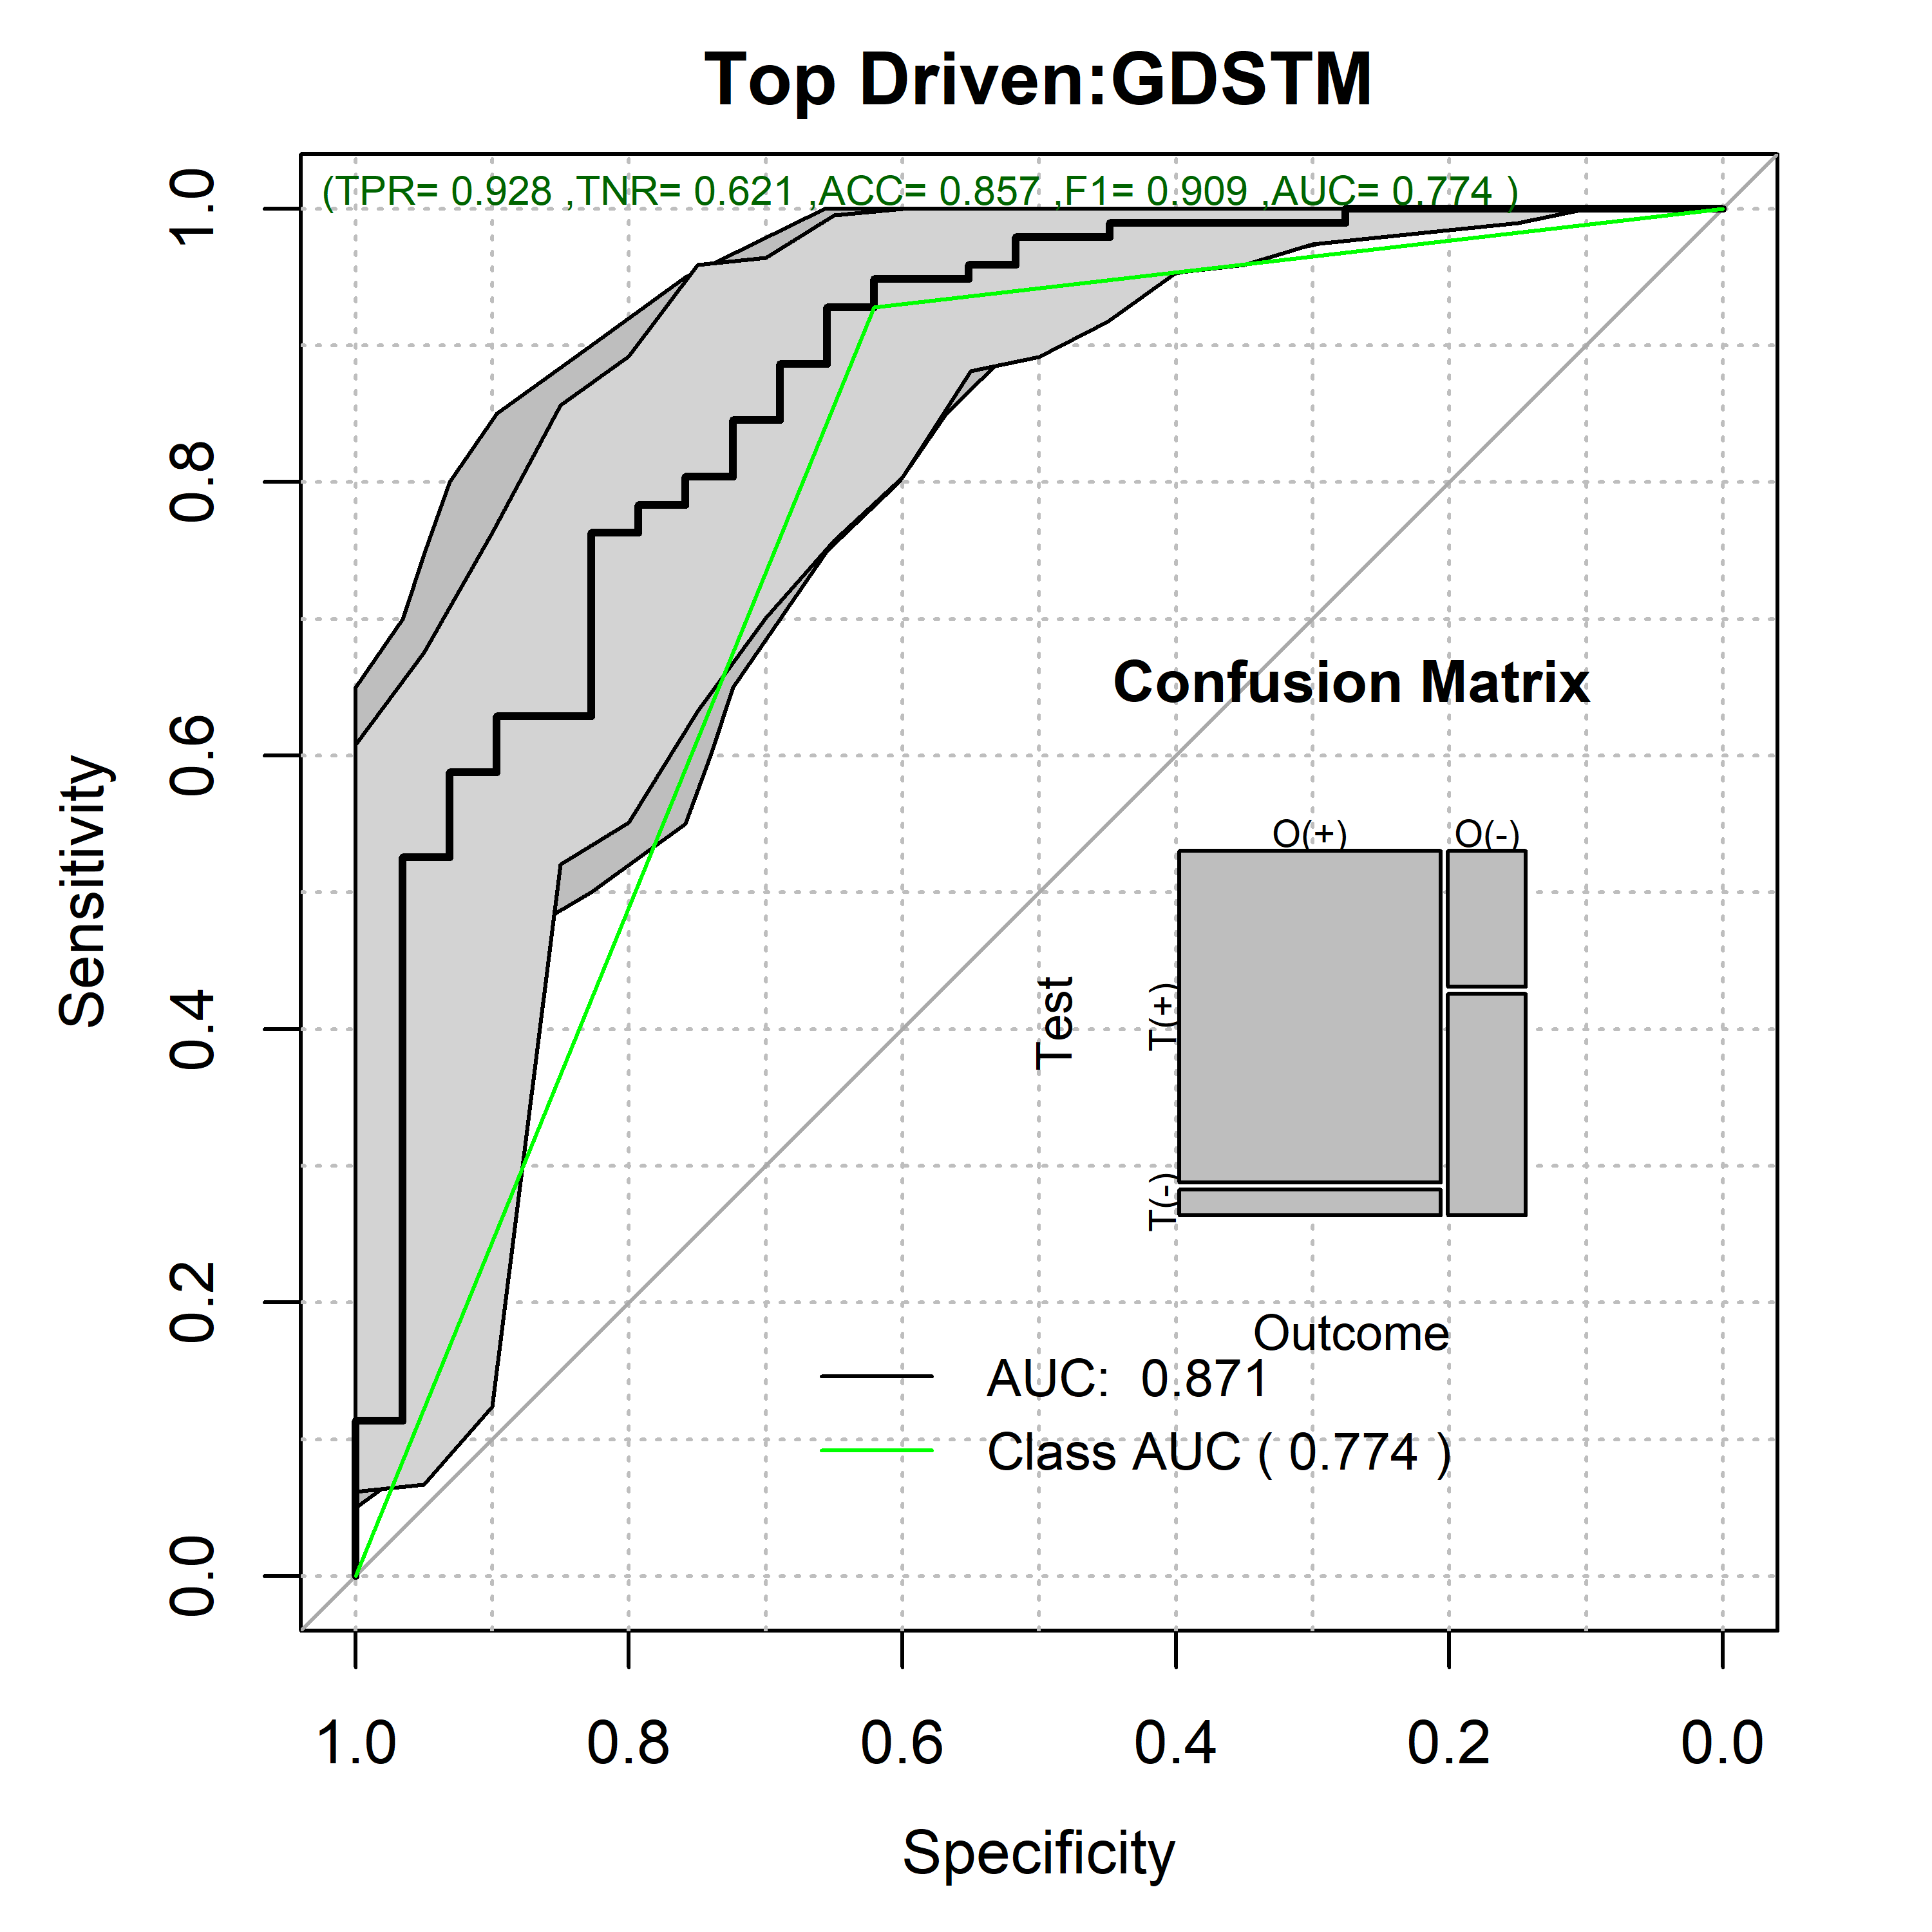 Top Driven:GDSTM
(TPR= 0.928 ,TNR= 0.621 ,ACC= 0.857 ,F1= 0.909 ,AUC= 0.774 )
Sensitivity
1.0
0.8
0.6
0.4
0.2
0.0
Confusion Matrix
O(+) O(-)
Test
T(+)
T(-)
Outcome
AUC: 0.871
Class AUC ( 0.774 )
1.0 0.8 0.6 0.4 0.2 0.0
Specificity